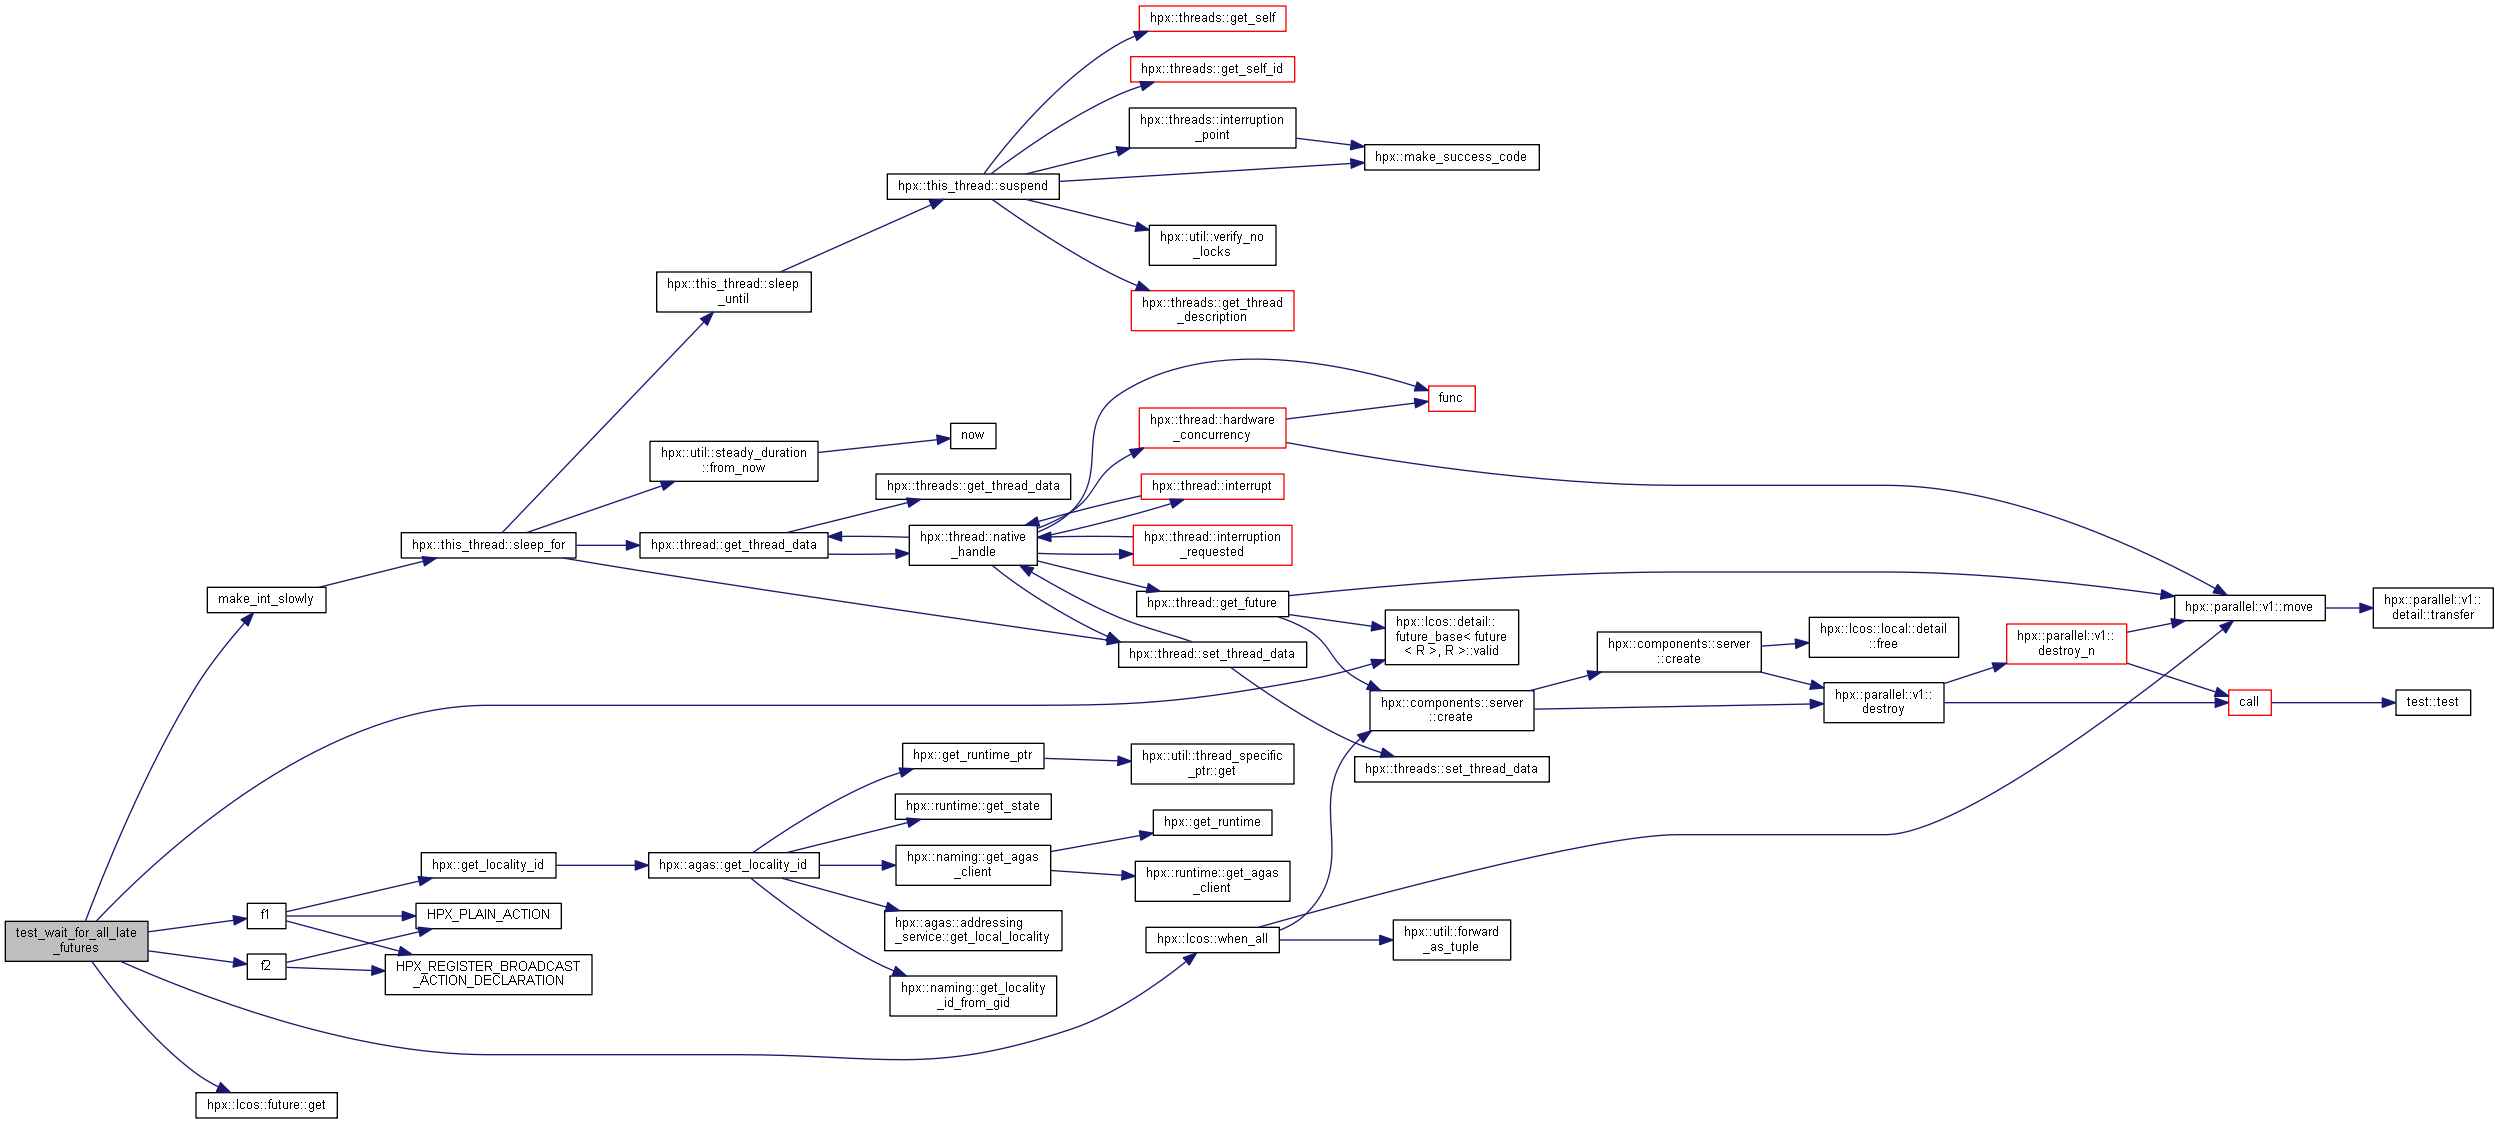 hpx::threads::get_self
hpx::threads::get_self_id
hpx::threads::interruption
_point
hpx::make_success_code
hpx::this_thread::suspend
hpx::util::verify_no
_locks
hpx::this_thread::sleep
_until
hpx::threads::get_thread
_description
func
hpx::thread::hardware
_concurrency
now
hpx::util::steady_duration
::from_now
hpx::threads::get_thread_data
hpx::thread::interrupt
hpx::this_thread::sleep_for
hpx::thread::get_thread_data
hpx::thread::native
_handle
hpx::thread::interruption
_requested
make_int_slowly
hpx::thread::get_future
hpx::lcos::detail::
future_base< future
< R >, R >::valid
hpx::parallel::v1::move
hpx::parallel::v1::
detail::transfer
hpx::lcos::local::detail
::free
hpx::parallel::v1::
destroy_n
hpx::thread::set_thread_data
hpx::components::server
::create
hpx::components::server
::create
hpx::parallel::v1::
destroy
call
test::test
hpx::get_runtime_ptr
hpx::util::thread_specific
_ptr::get
hpx::threads::set_thread_data
hpx::runtime::get_state
hpx::get_runtime
hpx::get_locality_id
hpx::agas::get_locality_id
hpx::naming::get_agas
_client
hpx::runtime::get_agas
_client
f1
HPX_PLAIN_ACTION
hpx::agas::addressing
_service::get_local_locality
test_wait_for_all_late
_futures
hpx::lcos::when_all
hpx::util::forward
_as_tuple
f2
HPX_REGISTER_BROADCAST
_ACTION_DECLARATION
hpx::naming::get_locality
_id_from_gid
hpx::lcos::future::get